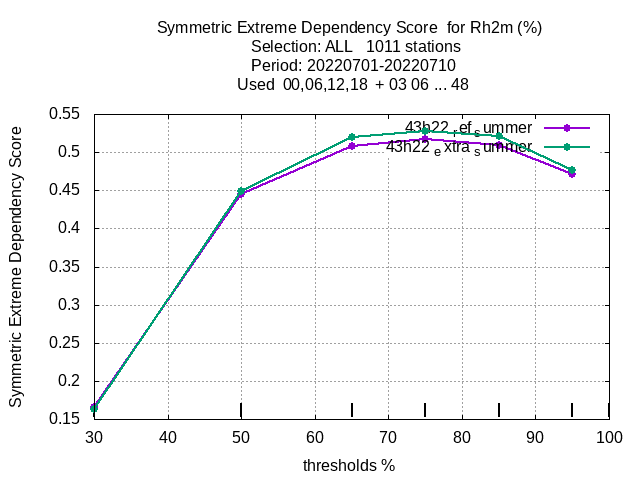 Symmetric Extreme Dependency Score  for Rh2m (%)
Selection: ALL   1011 stations
Period: 20220701-20220710
Used  00,06,12,18  + 03 06 ... 48
Symmetric Extreme Dependency Score
0.55
0.5
0.45
0.4
0.35
0.3
0.25
0.2
0.15
43h22_ref_summer
43h22_extra_summer
30 40 50 60 70 80 90 100
thresholds %